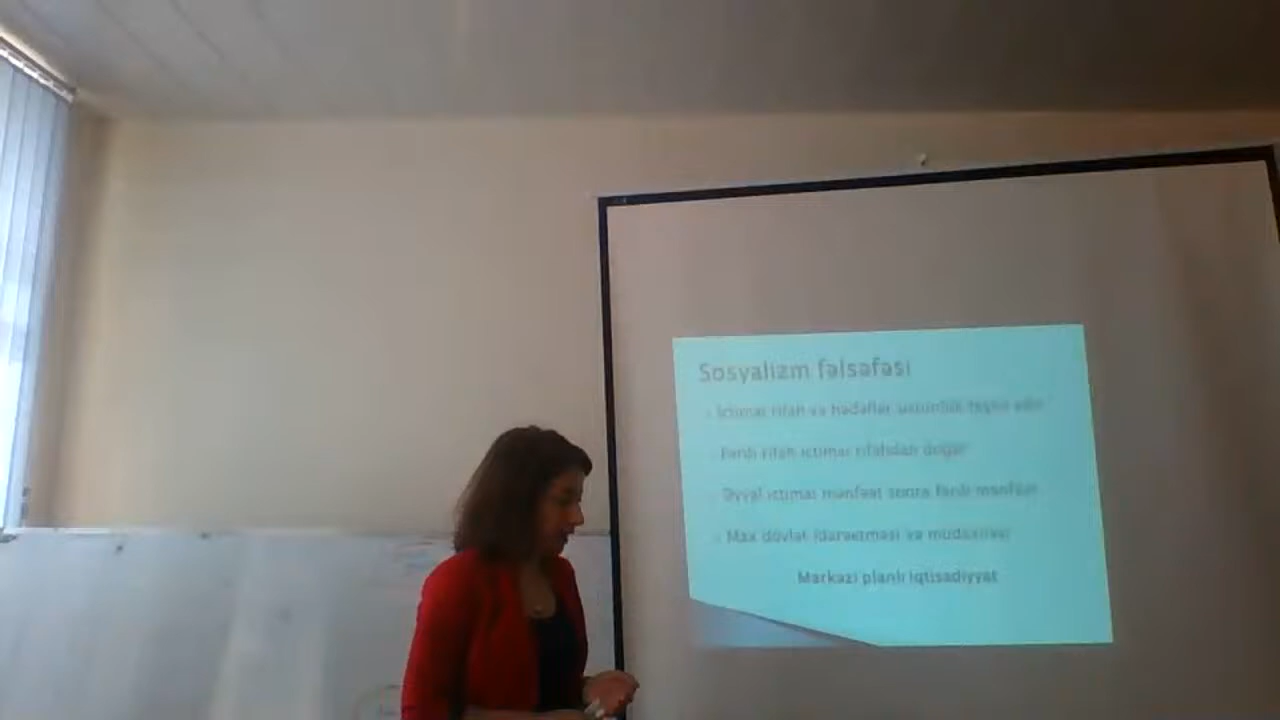 Sosyalizm fəlsəfəsi
İctimai rifah və hədəflər üstünlük təşkil edir
Fərdi rifah ictimai rifahdan doğar
Əvvəl ictimai mənfəət sonra fərdi mənfəət
Max dövlət idarəetməsi və müdaxiləsi
Mərkəzi planlı iqtisadiyyat